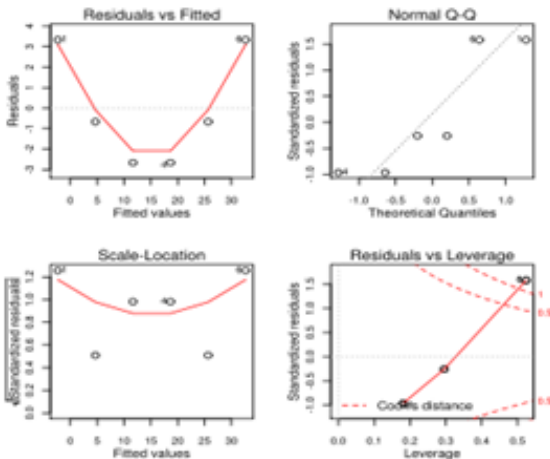 Residuals vs Fitted
Residuals
4
3
2
1
0
-1
-2
-3
0 5 10 15 20 25 30
Fitted values
Normal Q-Q
Standardized residuals
1.5
1.0
0.5
0.0
-0.5
-1.0
-1.0 0.0 0.5 1.0
Theoretical Quantiles
Scale-Location
Standardized residuals
1.2
1.0
0.8
0.6
0.4
0.2
0.0
0 5 10 15 20 25 30
Fitted values
Residuals vs Leverage
Standardized residuals
1.5
1.0
0.5
0.0
-0.5
-1.0
1
0.5
0.5
Cook's distance
0.0 0.1 0.2 0.3 0.4 0.5
Leverage